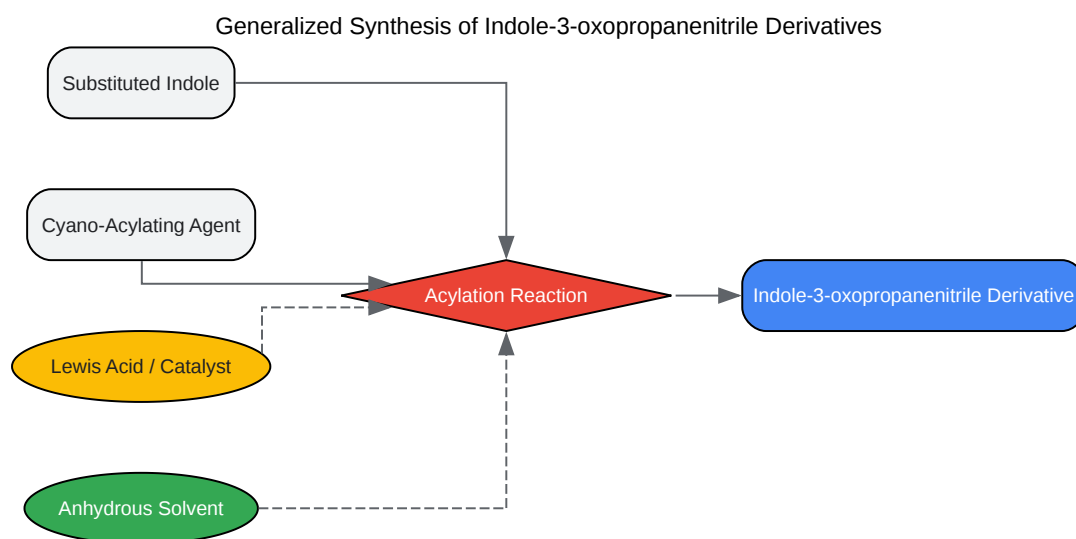 Generalized Synthesis of Indole-3-oxopropanenitrile Derivatives
Substituted Indole
Cyano-Acylating Agent
Acylation Reaction
Indole-3-oxopropanenitrile Derivative
Lewis Acid / Catalyst
Anhydrous Solvent